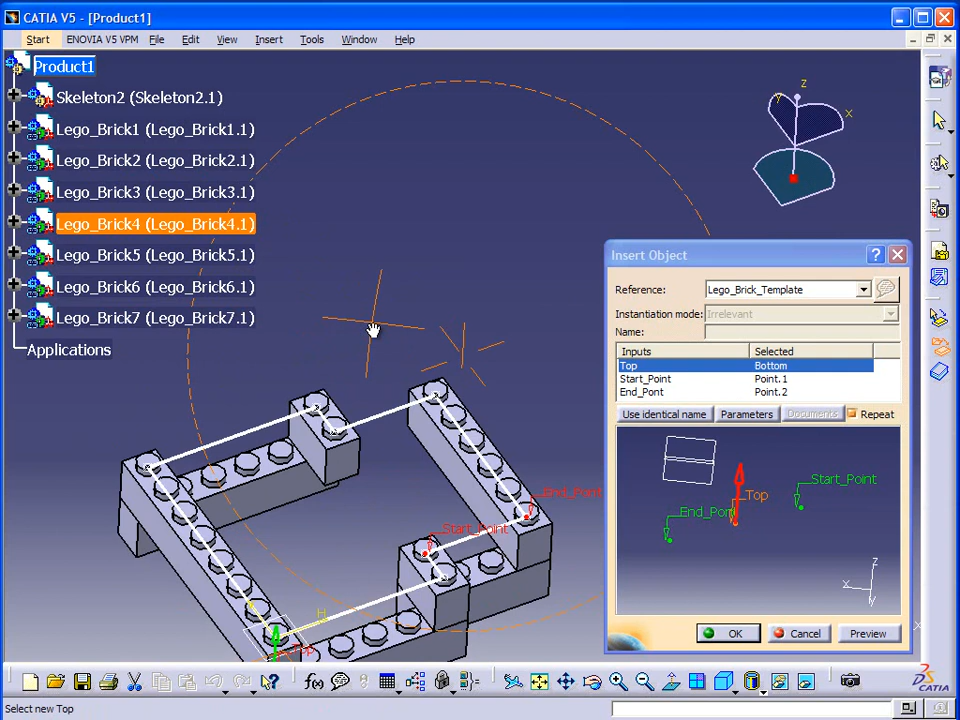 CATIA V5 - [Product1]
Start ENOVIA V5 VPM File Edit View Insert Tools Window Help
Product1
Skeleton2 (Skeleton2.1)
Lego_Brick1 (Lego_Brick1.1)
Lego_Brick2 (Lego_Brick2.1)
Lego_Brick3 (Lego_Brick3.1)
Lego_Brick4 (Lego_Brick4.1)
Lego_Brick5 (Lego_Brick5.1)
Lego_Brick6 (Lego_Brick6.1)
Lego_Brick7 (Lego_Brick7.1)
Applications
z
y
x
Insert Object
Reference: Lego_Brick_Template
Instantiation mode: Irrelevant
Name:
Inputs Selected
Top Bottom
Start_Point Point.1
End_Pont Point.2
Use identical name Parameters Documents Repeat
Start_Point
Top
End_Pont
z
x
y
End_Pont
Start_Point
H
Top
OK Cancel Preview
f(x)
CATIA
Select new Top